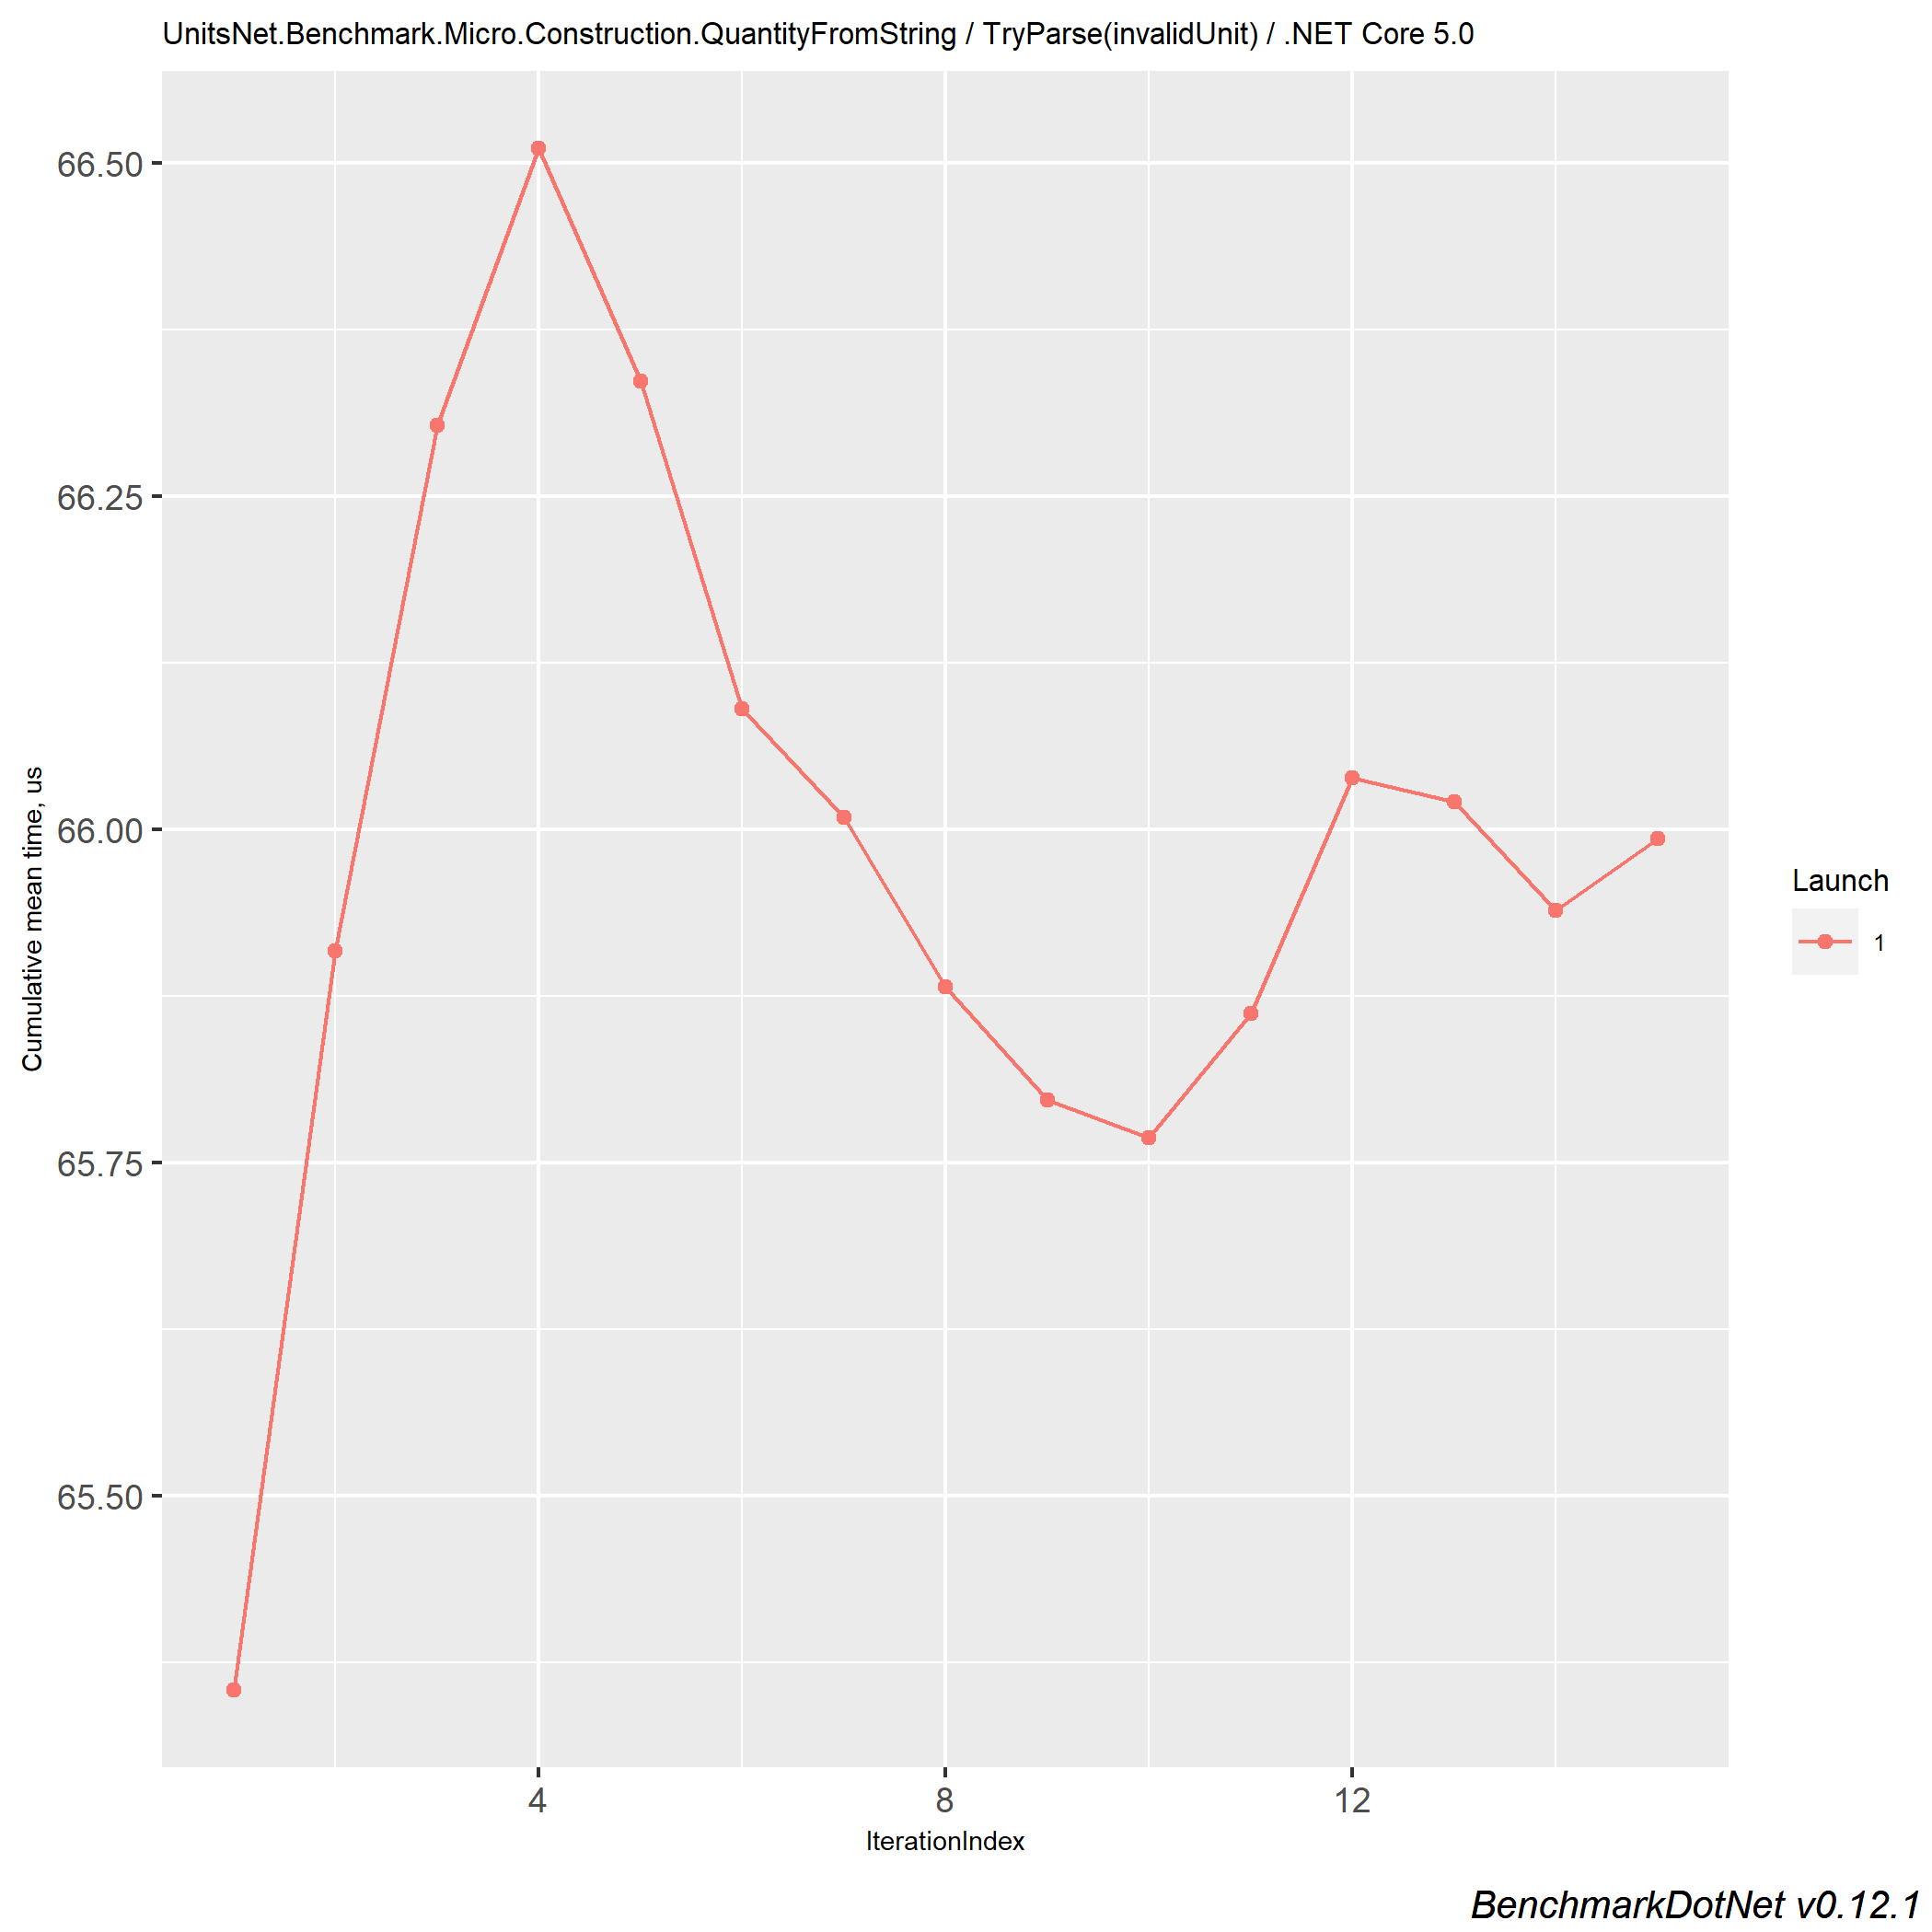 UnitsNet.Benchmark.Micro.Construction.QuantityFromString / TryParse(invalidUnit) / .NET Core 5.0
66.50
66.25
66.00
65.75
65.50
Cumulative mean time, us
4 8 12
IterationIndex
Launch
1
BenchmarkDotNet v0.12.1